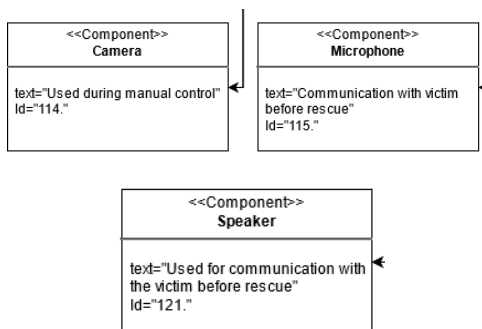 <<Component>>
Camera
text="Used during manual control"
Id="114."
<<Component>>
Microphone
text="Communication with victim
before rescue"
Id="115."
<<Component>>
Speaker
text="Used for communication with
the victim before rescue"
Id="121."